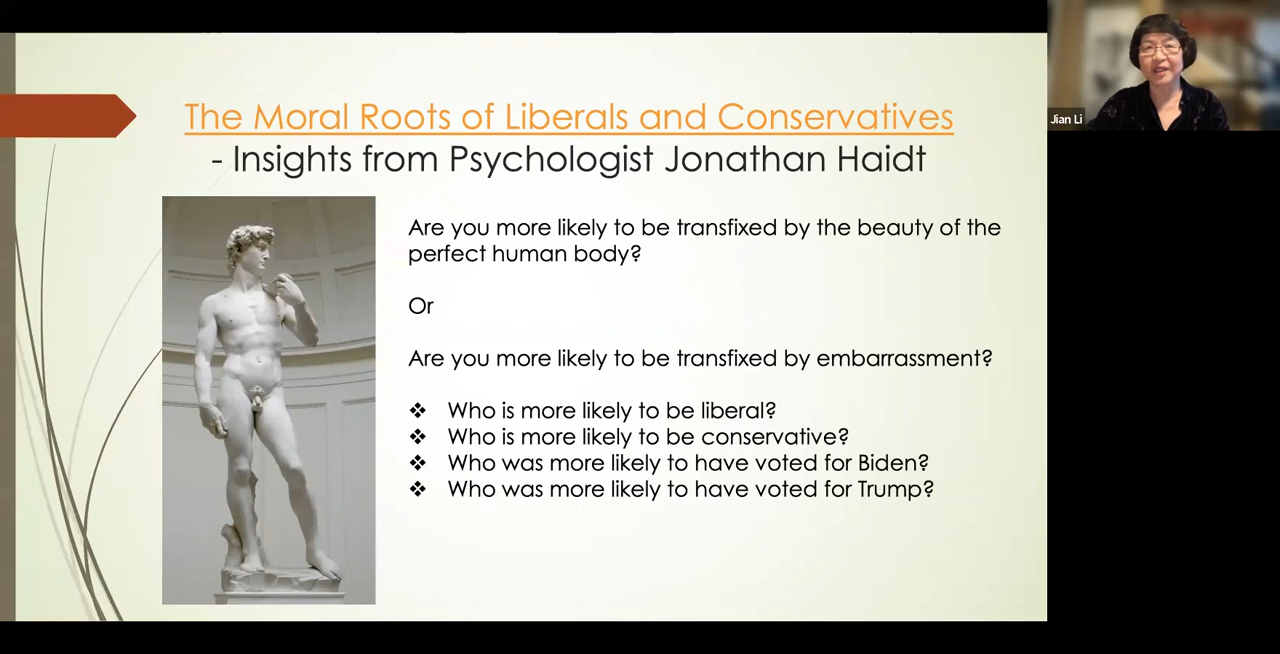 The Moral Roots of Liberals and Conservatives
- Insights from Psychologist Jonathan Haidt
Are you more likely to be transfixed by the beauty of the
perfect human body?
Or
Are you more likely to be transfixed by embarrassment?
❖ Who is more likely to be liberal?
❖ Who is more likely to be conservative?
❖ Who was more likely to have voted for Biden?
❖ Who was more likely to have voted for Trump?
Jian Li